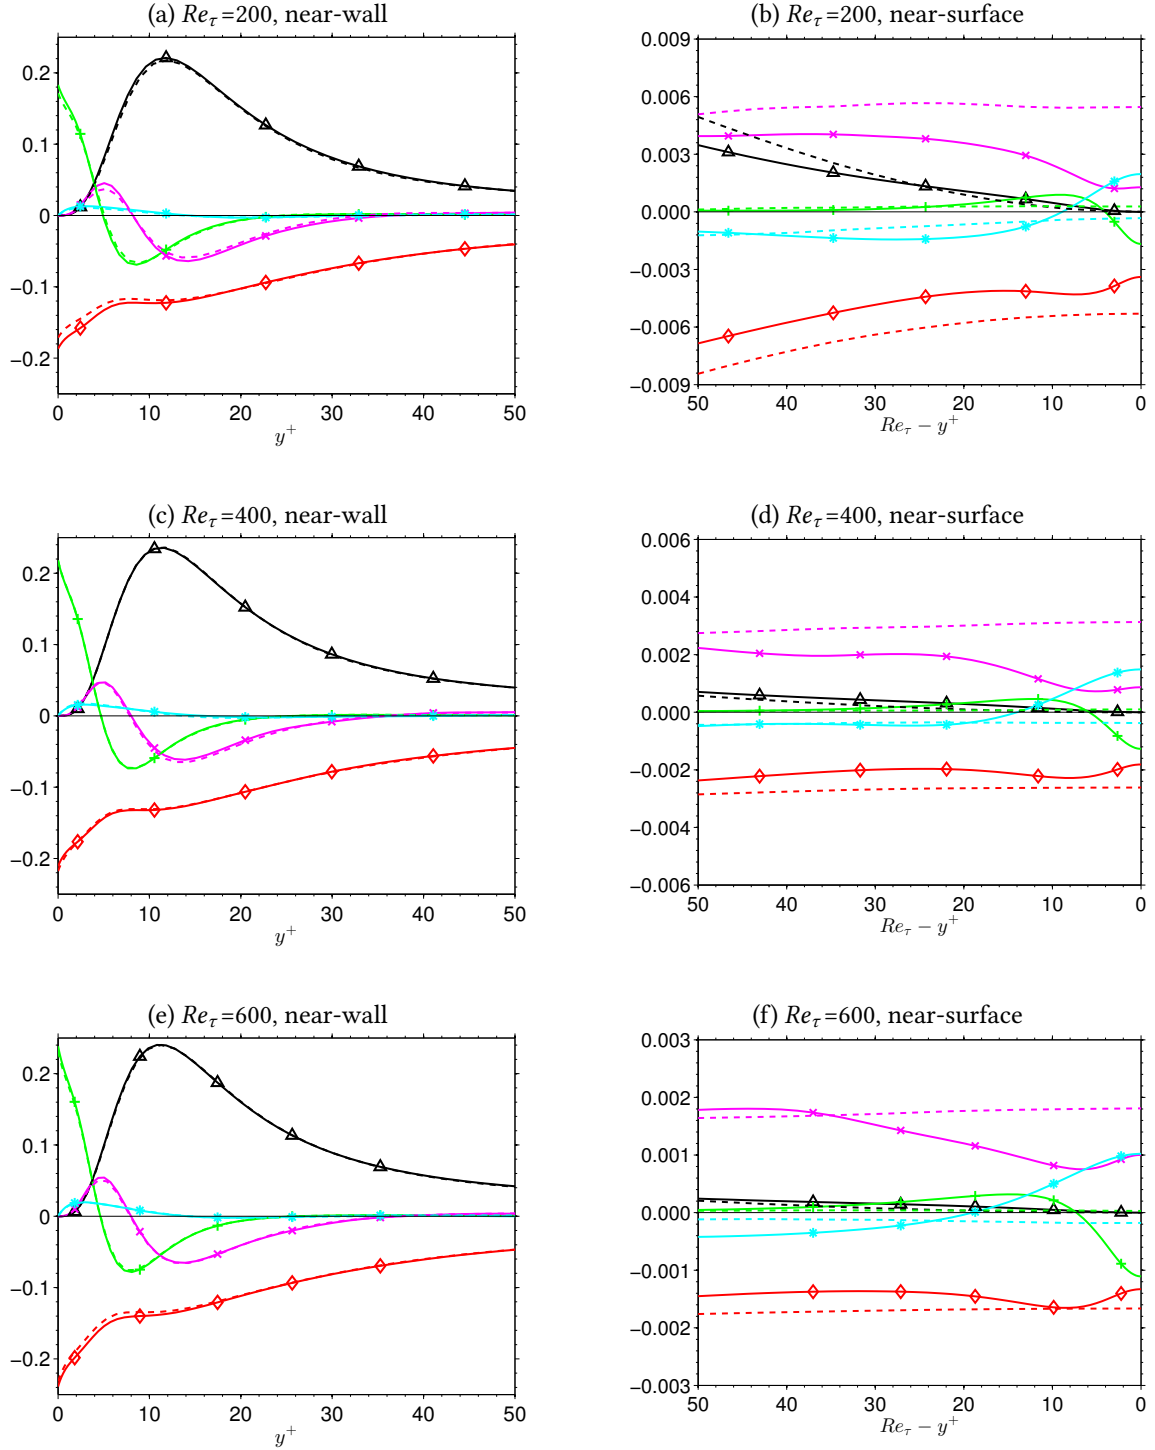 (a) Reτ=200, near-wall
0.2
0.1
0
−0.1
−0.2
0 10 20 30 40 50
y+
(b) Reτ=200, near-surface
0.009
0.006
0.003
0.000
−0.003
−0.006
−0.009
50 40 30 20 10 0
Reτ − y+
(c) Reτ=400, near-wall
0.2
0.1
0
−0.1
−0.2
0 10 20 30 40 50
y+
(d) Reτ=400, near-surface
0.006
0.004
0.002
0.000
−0.002
−0.004
−0.006
50 40 30 20 10 0
Reτ − y+
(e) Reτ=600, near-wall
0.2
0.1
0
−0.1
−0.2
0 10 20 30 40 50
y+
(f) Reτ=600, near-surface
0.003
0.002
0.001
0.000
−0.001
−0.002
−0.003
50 40 30 20 10 0
Reτ − y+